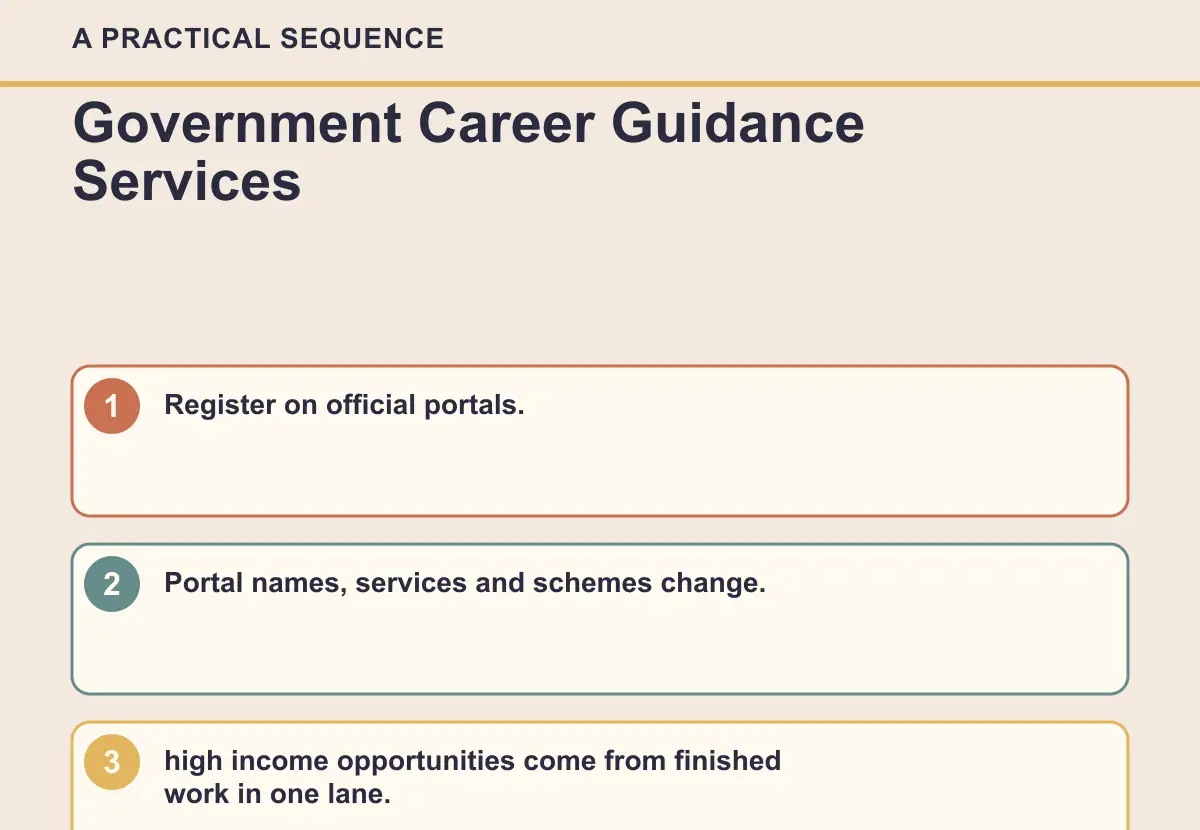 A PRACTICAL SEQUENCE
Government Career Guidance
Services
1
Register on official portals.
2
Portal names, services and schemes change.
3
high income opportunities come from finished
work in one lane.